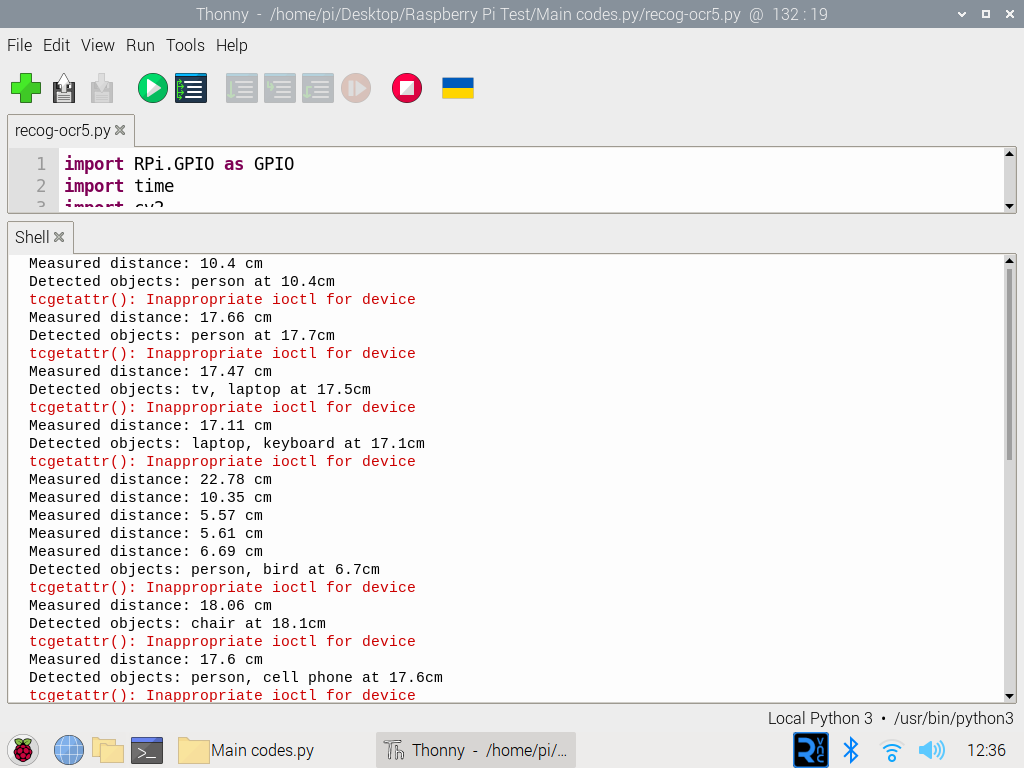 Thonny - /home/pi/Desktop/Raspberry Pi Test/Main codes.py/recog-ocr5.py @ 132 : 19
File Edit View Run Tools Help
recog-ocr5.py
1 import RPi.GPIO as GPIO
2 import time
3 import cv2
Shell
Measured distance: 10.4 cm
Detected objects: person at 10.4cm
tcgetattr(): Inappropriate ioctl for device
Measured distance: 17.66 cm
Detected objects: person at 17.7cm
tcgetattr(): Inappropriate ioctl for device
Measured distance: 17.47 cm
Detected objects: tv, laptop at 17.5cm
tcgetattr(): Inappropriate ioctl for device
Measured distance: 17.11 cm
Detected objects: laptop, keyboard at 17.1cm
tcgetattr(): Inappropriate ioctl for device
Measured distance: 22.78 cm
Measured distance: 10.35 cm
Measured distance: 5.57 cm
Measured distance: 5.61 cm
Measured distance: 6.69 cm
Detected objects: person, bird at 6.7cm
tcgetattr(): Inappropriate ioctl for device
Measured distance: 18.06 cm
Detected objects: chair at 18.1cm
tcgetattr(): Inappropriate ioctl for device
Measured distance: 17.6 cm
Detected objects: person, cell phone at 17.6cm
tcgetattr(): Inappropriate ioctl for device
Local Python 3 • /usr/bin/python3
Main codes.py
Thonny - /home/pi/...
VNC
12:36